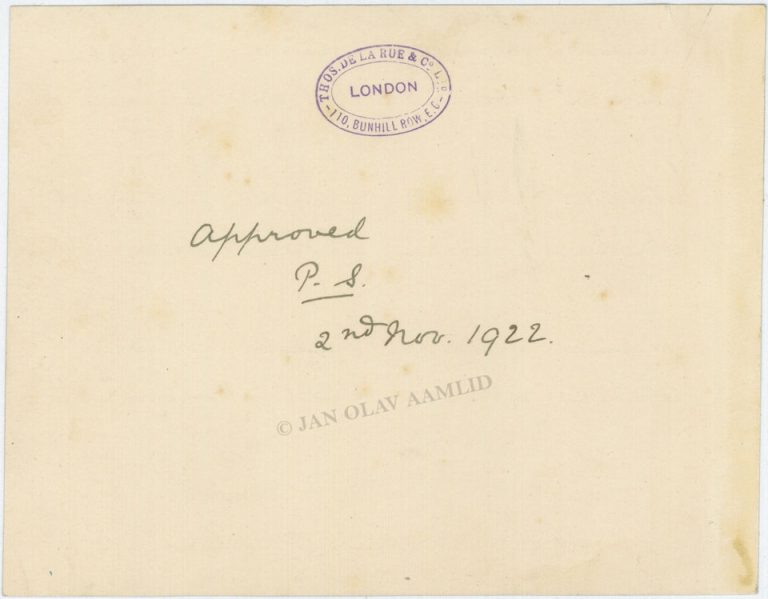 THOS. DE LA RUE & CO. LTD.
LONDON
110, BUNHILL ROW, E.C.
Approved
P. S.
2nd Nov. 1922.
© JAN OLAV AAMLID